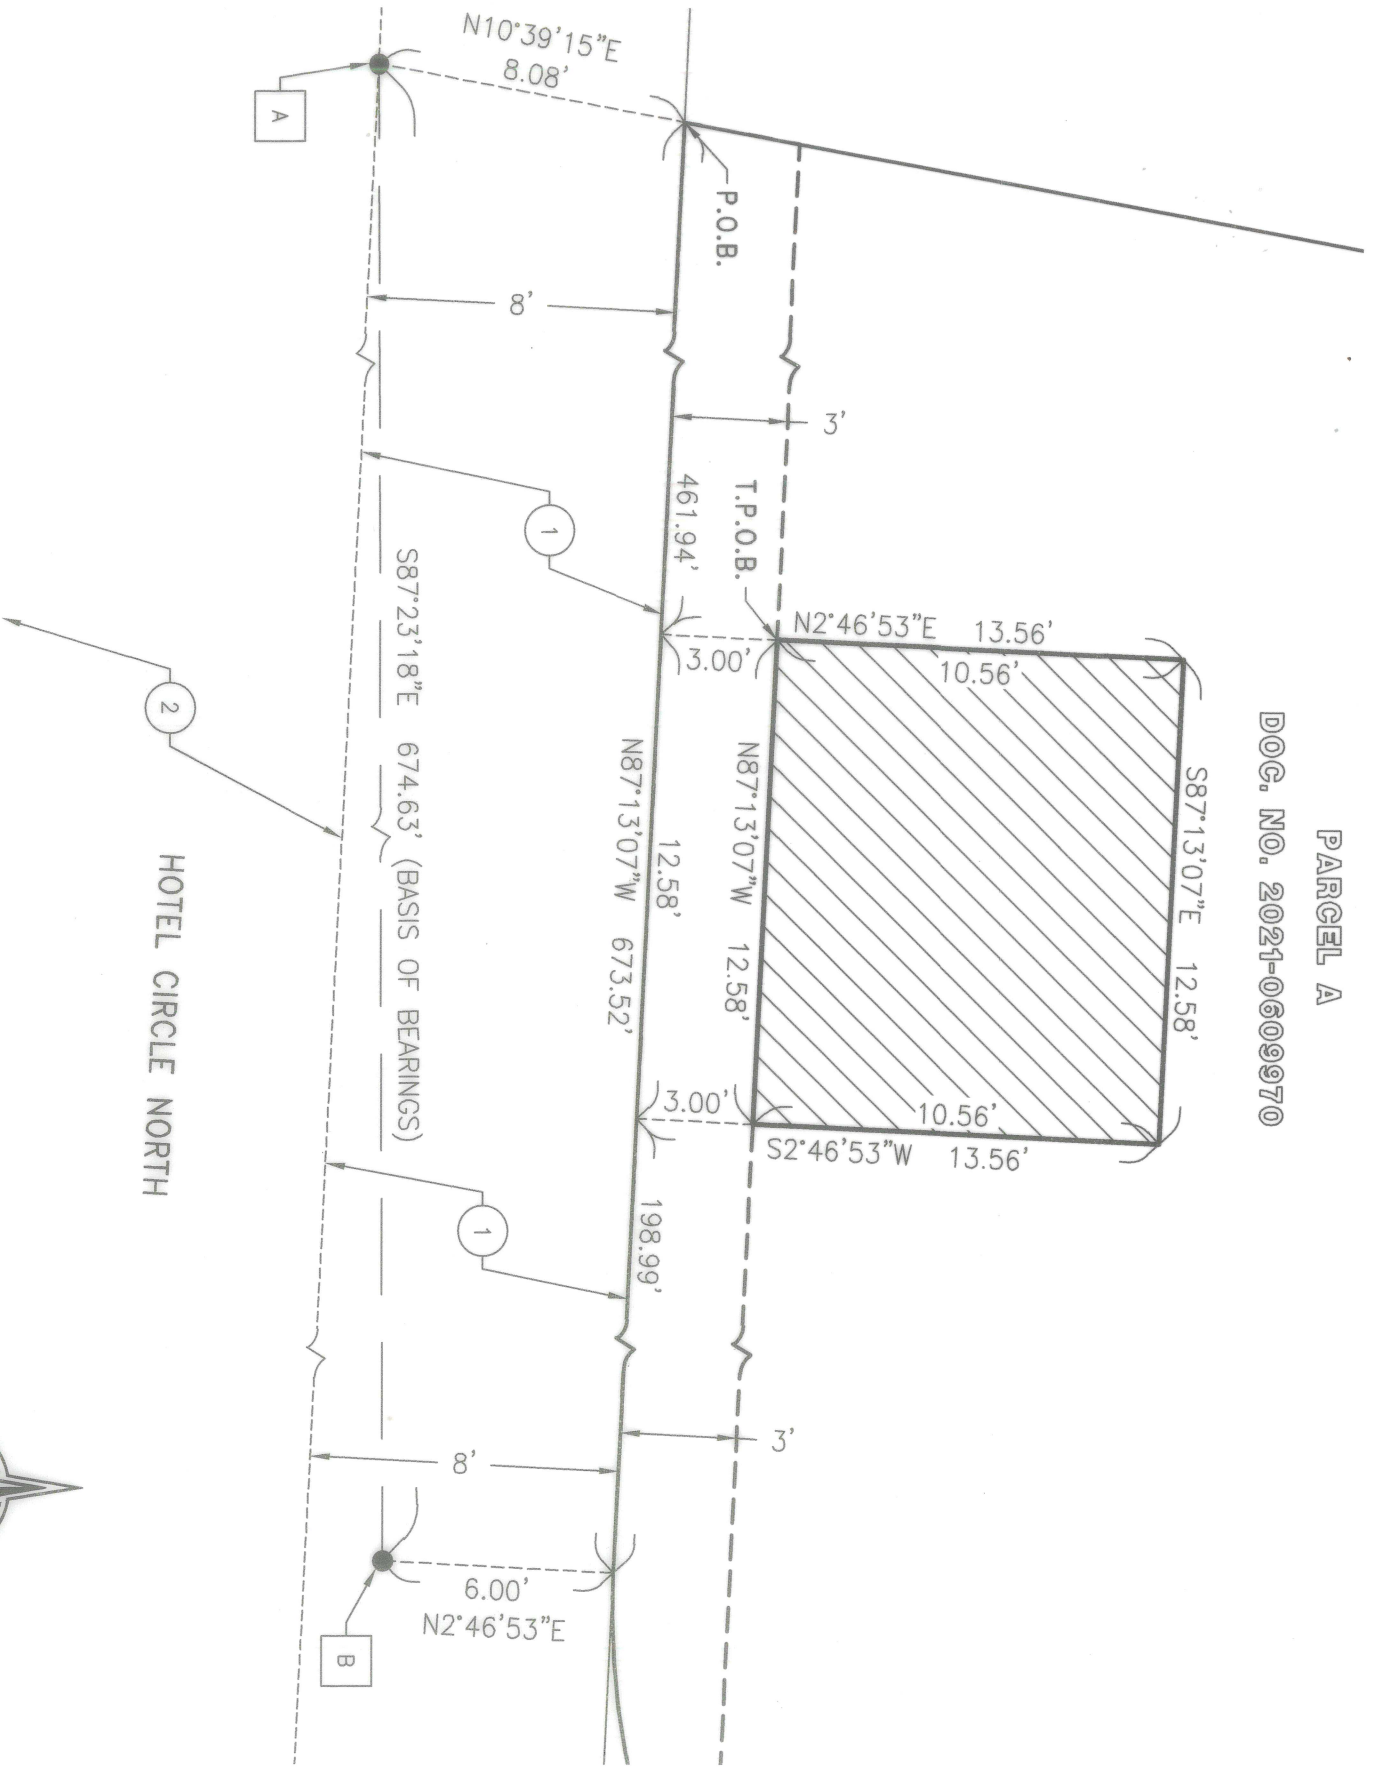 PARCEL A
DOC. NO. 2021-0609970
S87°13'07"E 12.58'
N2°46'53"E 13.56'
10.56'
10.56'
S2°46'53"W 13.56'
N87°13'07"W 12.58'
T.P.O.B.
P.O.B.
3'
3'
3.00'
3.00'
461.94'
12.58'
198.99'
N87°13'07"W 673.52'
N10°39'15"E
8.08'
8'
8'
1
1
6.00'
N2°46'53"E
S87°23'18"E 674.63' (BASIS OF BEARINGS)
A
B
2
HOTEL CIRCLE NORTH